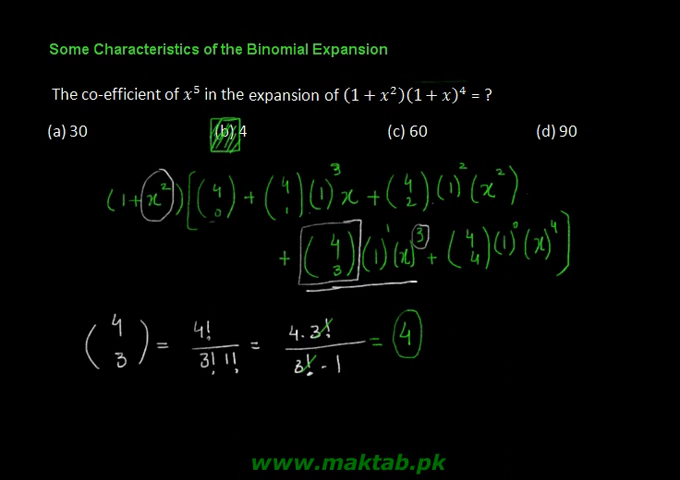 Some Characteristics of the Binomial Expansion
The co-efficient of x⁵ in the expansion of (1 + x²)(1 + x)⁴ = ?
(a) 30 (b) 4 (c) 60 (d) 90
(1+x²)[(4 0) + (4 1)(1)³x + (4 2)(1)²(x²)
+ (4 3)(1)¹(x)³ + (4 4)(1)⁰(x)⁴]
(4 3) = 4!/3!1! = 4.3!/3!-1 = 4
www.maktab.pk